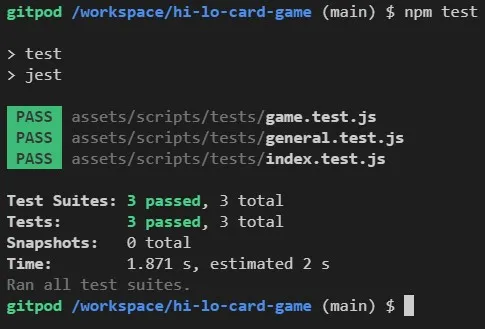 gitpod /workspace/hi-lo-card-game (main) $ npm test
> test
> jest
PASS assets/scripts/tests/game.test.js
PASS assets/scripts/tests/general.test.js
PASS assets/scripts/tests/index.test.js
Test Suites: 3 passed, 3 total
Tests: 3 passed, 3 total
Snapshots: 0 total
Time: 1.871 s, estimated 2 s
Ran all test suites.
gitpod /workspace/hi-lo-card-game (main) $